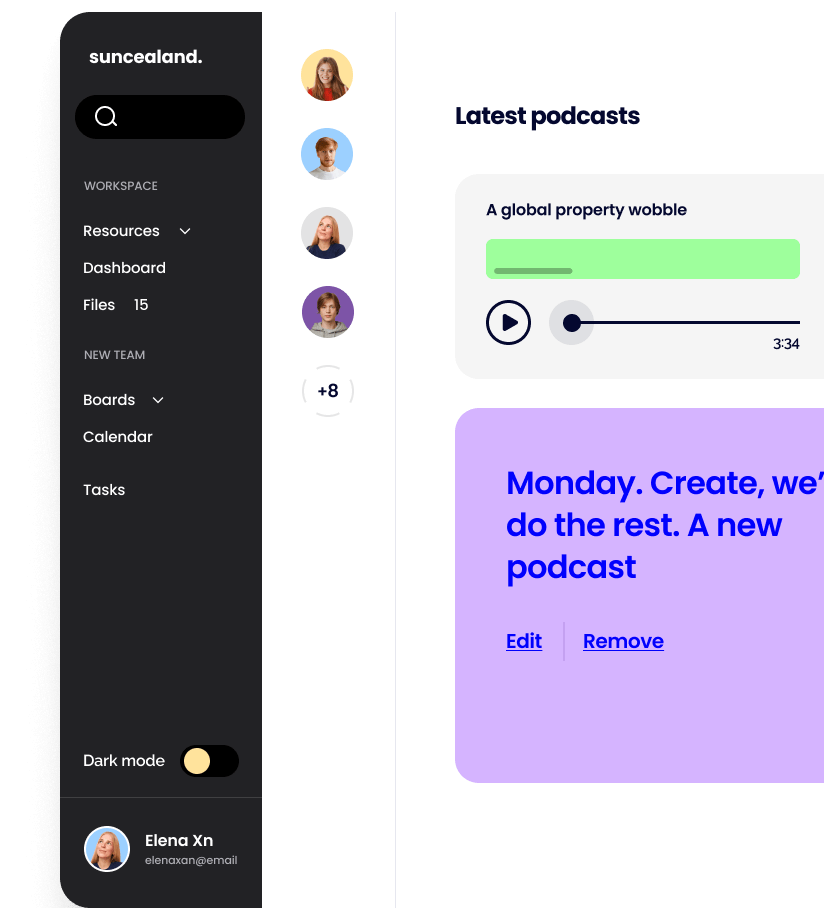 suncealand.
WORKSPACE
Resources
Dashboard
Files 15
NEW TEAM
Boards
Calendar
Tasks
Dark mode
Elena Xn
elenaxan@email
+8
Latest podcasts
A global property wobble
3:34
Monday. Create, we’
do the rest. A new
podcast
Edit
Remove